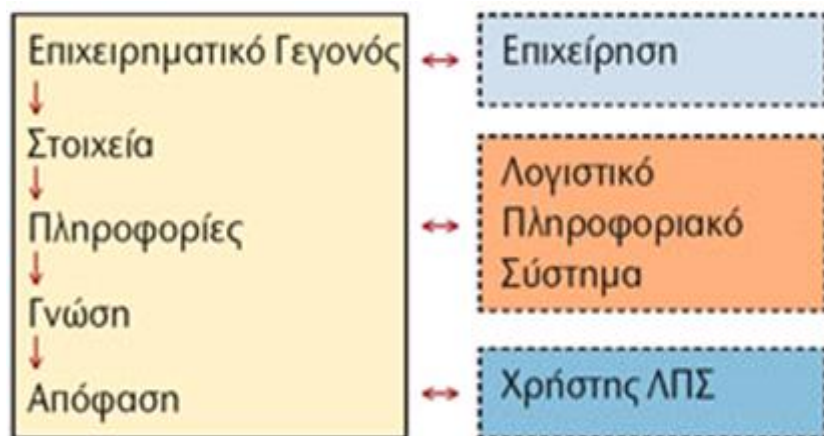 Επιχειρηματικό Γεγονός
Στοιχεία
Πληροφορίες
Γνώση
Απόφαση
Επιχείρηση
Λογιστικό
Πληροφοριακό
Σύστημα
Χρήστης ΛΠΣ